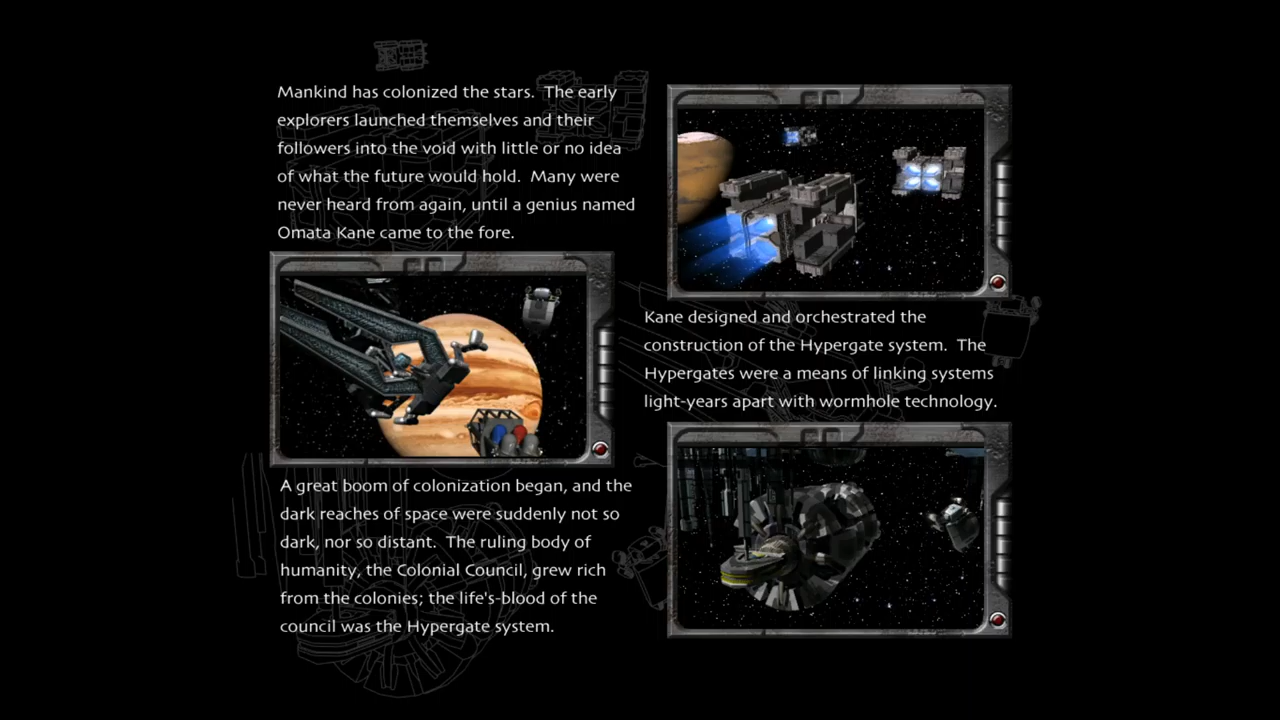 Mankind has colonized the stars. The early
explorers launched themselves and their
followers into the void with little or no idea
of what the future would hold. Many were
never heard from again, until a genius named
Omata Kane came to the fore.
Kane designed and orchestrated the
construction of the Hypergate system. The
Hypergates were a means of linking systems
light-years apart with wormhole technology.
A great boom of colonization began, and the
dark reaches of space were suddenly not so
dark, nor so distant. The ruling body of
humanity, the Colonial Council, grew rich
from the colonies; the life's-blood of the
council was the Hypergate system.